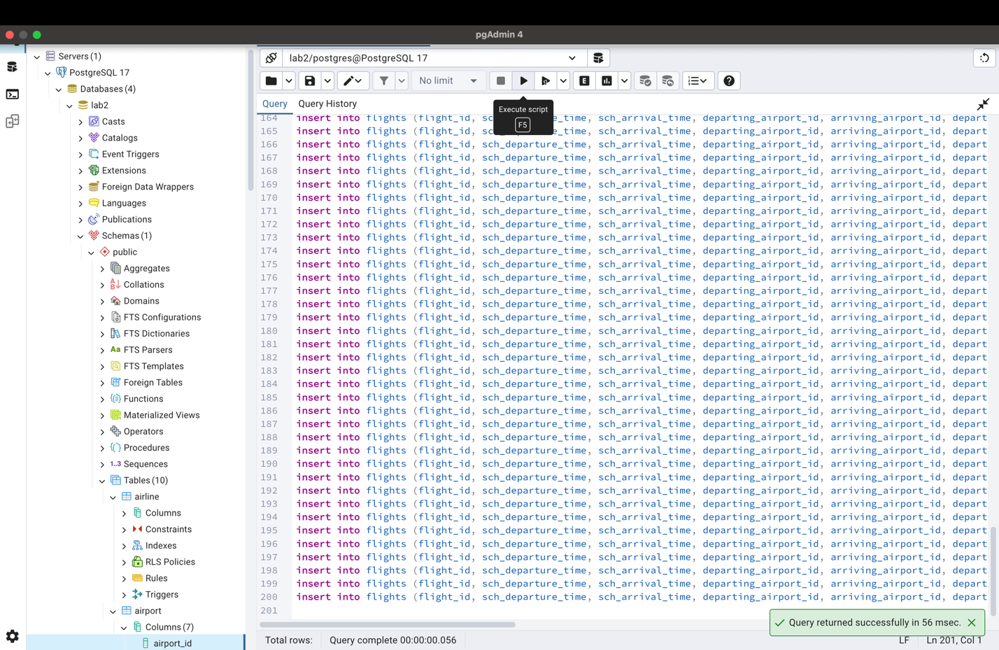 pgAdmin 4
Servers (1)
PostgreSQL 17
Databases (4)
lab2
Casts
Catalogs
Event Triggers
Extensions
Foreign Data Wrappers
Languages
Publications
Schemas (1)
public
Aggregates
Collations
Domains
FTS Configurations
FTS Dictionaries
Aa FTS Parsers
FTS Templates
Foreign Tables
Functions
Materialized Views
Operators
Procedures
1..3 Sequences
Tables (10)
airline
Columns
Constraints
Indexes
RLS Policies
Rules
Triggers
airport
Columns (7)
airport_id
lab2/postgres@PostgreSQL 17
No limit
E
Query Query History
Execute script
F5
164 insert into flights (flight_id, sch e_time, sch_arrival_time, departing_airport_id, arriving_airport_id, depart
165 insert into flights (flight_id, sch e_time, sch_arrival_time, departing_airport_id, arriving_airport_id, depart
166 insert into flights (flight_id, sch_departure_time, sch_arrival_time, departing_airport_id, arriving_airport_id, depart
167 insert into flights (flight_id, sch_departure_time, sch_arrival_time, departing_airport_id, arriving_airport_id, depart
168 insert into flights (flight_id, sch_departure_time, sch_arrival_time, departing_airport_id, arriving_airport_id, depart
169 insert into flights (flight_id, sch_departure_time, sch_arrival_time, departing_airport_id, arriving_airport_id, depart
170 insert into flights (flight_id, sch_departure_time, sch_arrival_time, departing_airport_id, arriving_airport_id, depart
171 insert into flights (flight_id, sch_departure_time, sch_arrival_time, departing_airport_id, arriving_airport_id, depart
172 insert into flights (flight_id, sch_departure_time, sch_arrival_time, departing_airport_id, arriving_airport_id, depart
173 insert into flights (flight_id, sch_departure_time, sch_arrival_time, departing_airport_id, arriving_airport_id, depart
174 insert into flights (flight_id, sch_departure_time, sch_arrival_time, departing_airport_id, arriving_airport_id, depart
175 insert into flights (flight_id, sch_departure_time, sch_arrival_time, departing_airport_id, arriving_airport_id, depart
176 insert into flights (flight_id, sch_departure_time, sch_arrival_time, departing_airport_id, arriving_airport_id, depart
177 insert into flights (flight_id, sch_departure_time, sch_arrival_time, departing_airport_id, arriving_airport_id, depart
178 insert into flights (flight_id, sch_departure_time, sch_arrival_time, departing_airport_id, arriving_airport_id, depart
179 insert into flights (flight_id, sch_departure_time, sch_arrival_time, departing_airport_id, arriving_airport_id, depart
180 insert into flights (flight_id, sch_departure_time, sch_arrival_time, departing_airport_id, arriving_airport_id, depart
181 insert into flights (flight_id, sch_departure_time, sch_arrival_time, departing_airport_id, arriving_airport_id, depart
182 insert into flights (flight_id, sch_departure_time, sch_arrival_time, departing_airport_id, arriving_airport_id, depart
183 insert into flights (flight_id, sch_departure_time, sch_arrival_time, departing_airport_id, arriving_airport_id, depart
184 insert into flights (flight_id, sch_departure_time, sch_arrival_time, departing_airport_id, arriving_airport_id, depart
185 insert into flights (flight_id, sch_departure_time, sch_arrival_time, departing_airport_id, arriving_airport_id, depart
186 insert into flights (flight_id, sch_departure_time, sch_arrival_time, departing_airport_id, arriving_airport_id, depart
187 insert into flights (flight_id, sch_departure_time, sch_arrival_time, departing_airport_id, arriving_airport_id, depart
188 insert into flights (flight_id, sch_departure_time, sch_arrival_time, departing_airport_id, arriving_airport_id, depart
189 insert into flights (flight_id, sch_departure_time, sch_arrival_time, departing_airport_id, arriving_airport_id, depart
190 insert into flights (flight_id, sch_departure_time, sch_arrival_time, departing_airport_id, arriving_airport_id, depart
191 insert into flights (flight_id, sch_departure_time, sch_arrival_time, departing_airport_id, arriving_airport_id, depart
192 insert into flights (flight_id, sch_departure_time, sch_arrival_time, departing_airport_id, arriving_airport_id, depart
193 insert into flights (flight_id, sch_departure_time, sch_arrival_time, departing_airport_id, arriving_airport_id, depart
194 insert into flights (flight_id, sch_departure_time, sch_arrival_time, departing_airport_id, arriving_airport_id, depart
195 insert into flights (flight_id, sch_departure_time, sch_arrival_time, departing_airport_id, arriving_airport_id, depart
196 insert into flights (flight_id, sch_departure_time, sch_arrival_time, departing_airport_id, arriving_airport_id, depart
197 insert into flights (flight_id, sch_departure_time, sch_arrival_time, departing_airport_id, arriving_airport_id, depart
198 insert into flights (flight_id, sch_departure_time, sch_arrival_time, departing_airport_id, arriving_airport_id, depart
199 insert into flights (flight_id, sch_departure_time, sch_arrival_time, departing_airport_id, arriving_airport_id, depart
200 insert into flights (flight_id, sch_departure_time, sch_arrival_time, departing_airport_id, arriving_airport_id, depart
201
Query returned successfully in 56 msec.
Total rows: Query complete 00:00:00.056 LF Ln 201, Col 1